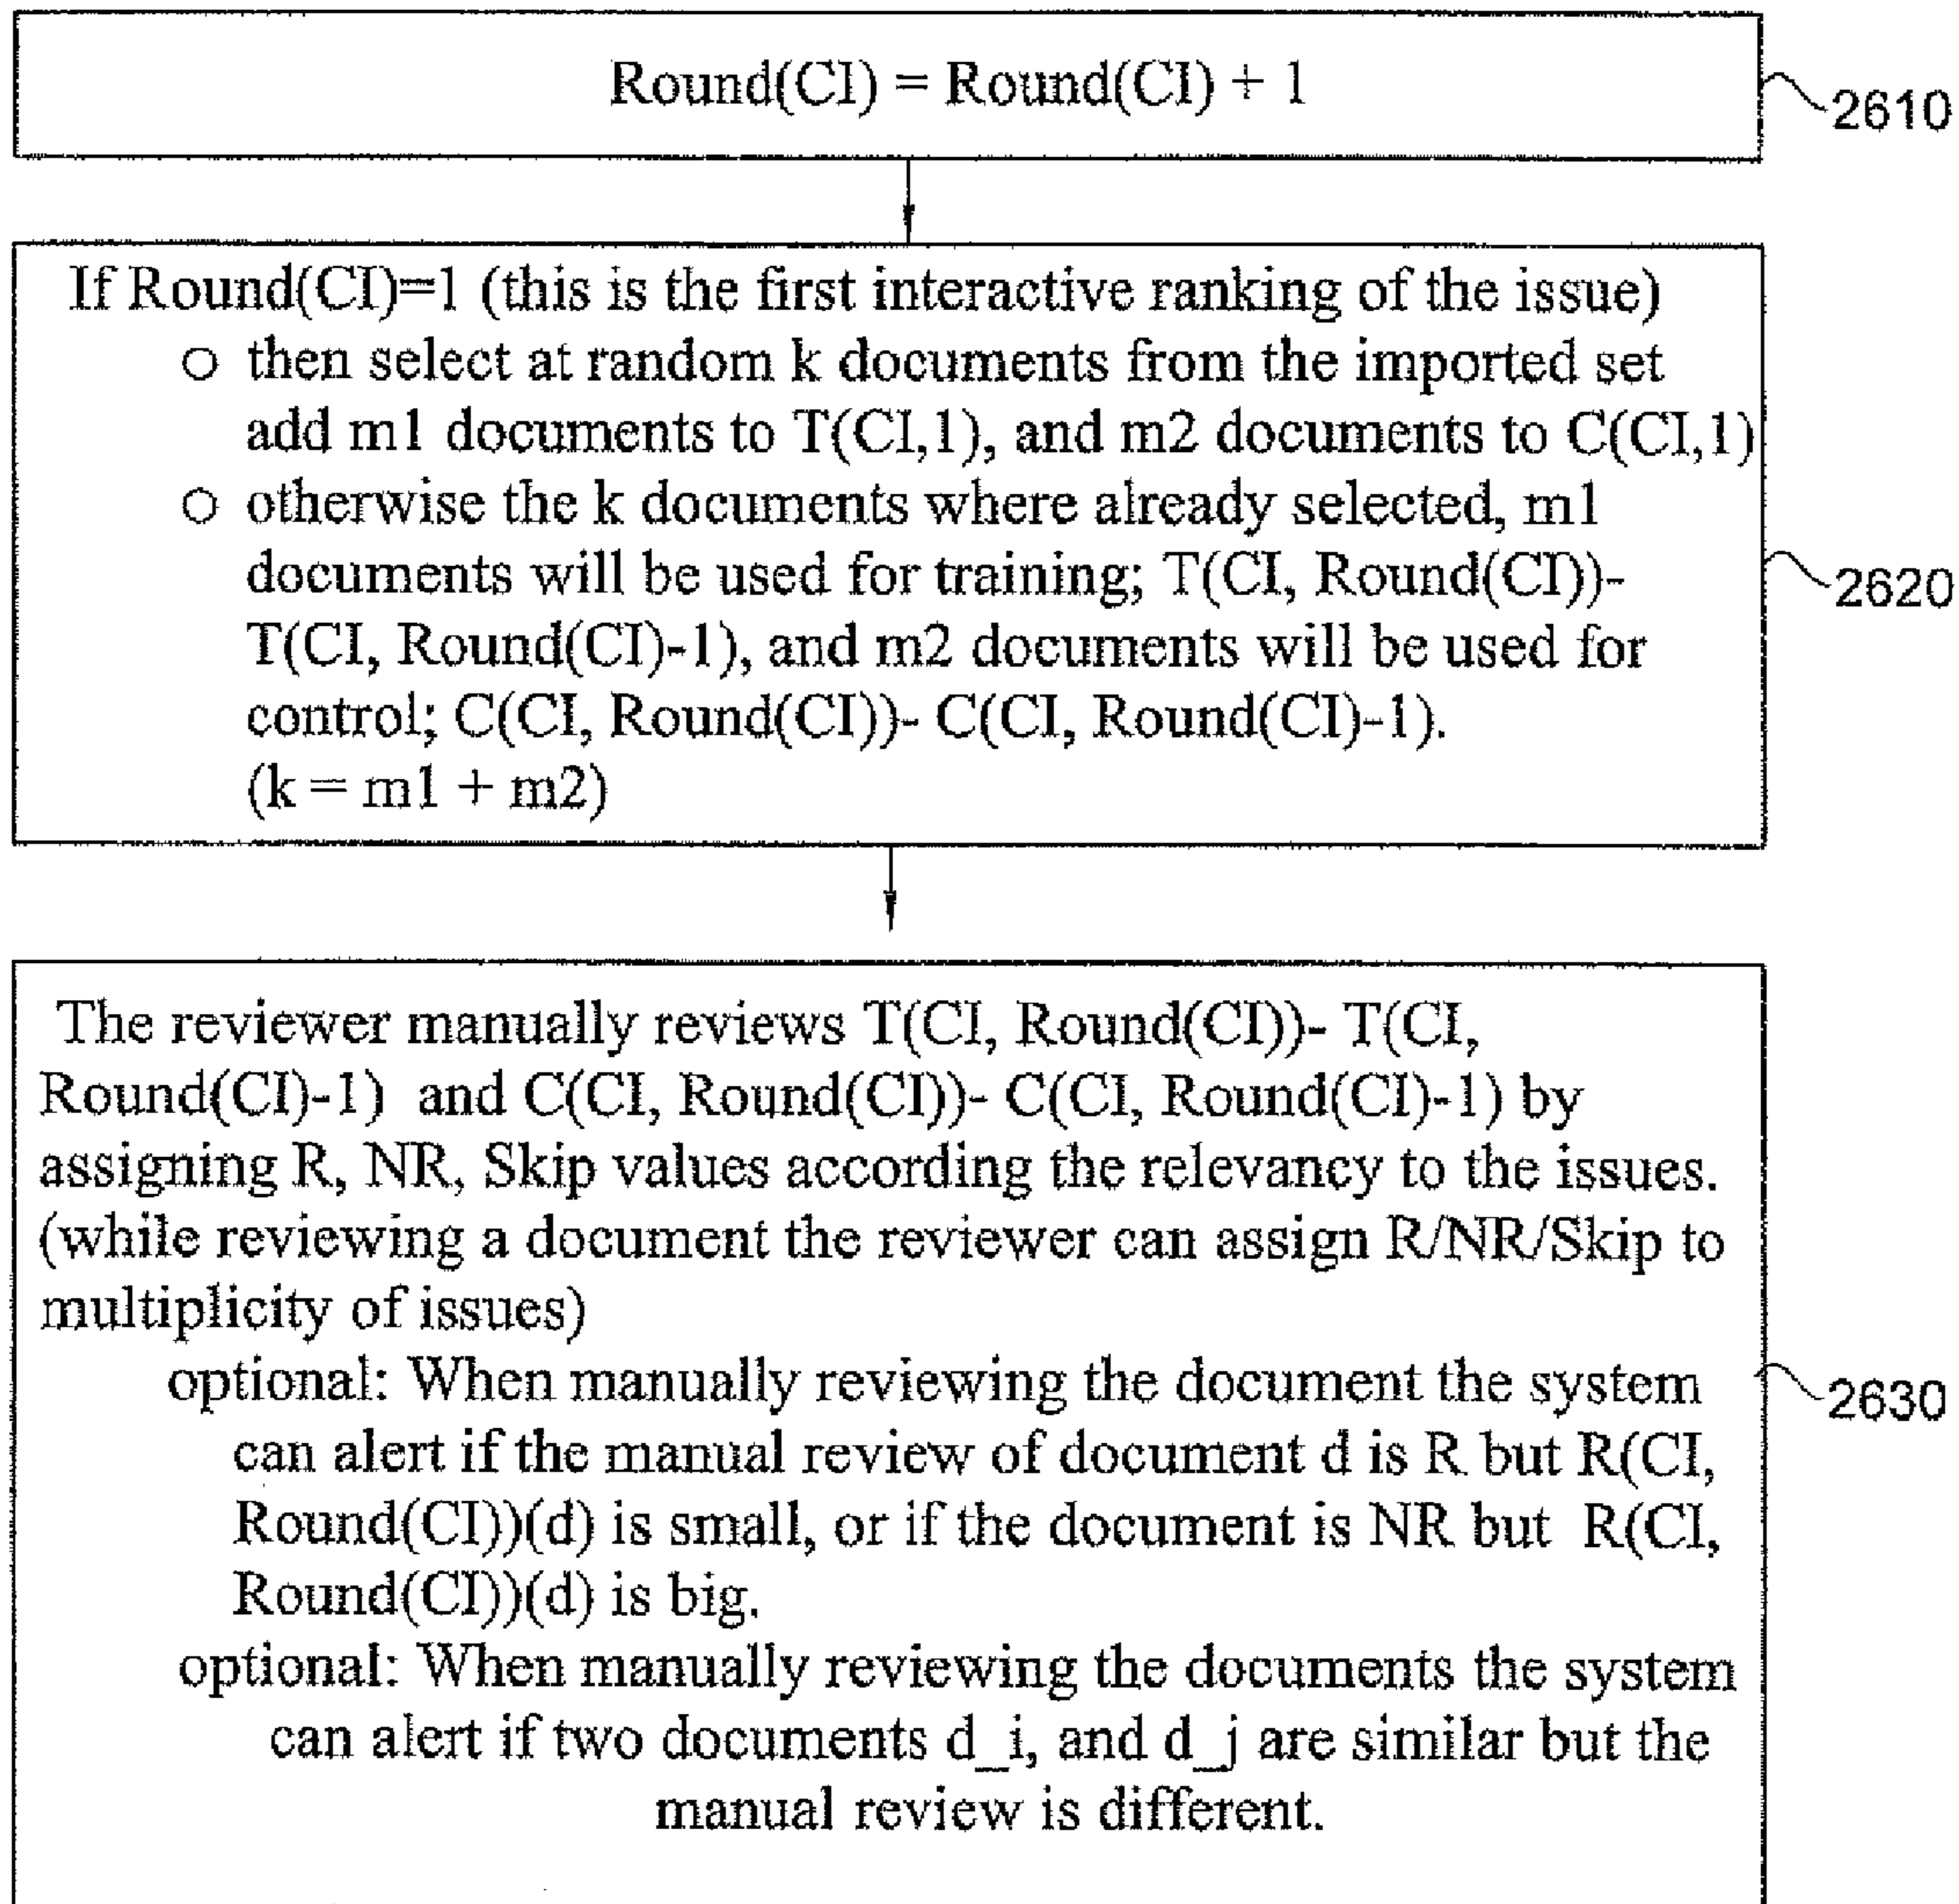 Round(CI) = Round(CI) + 1
2610
If Round(CI)=1 (this is the first interactive ranking of the issue)
○ then select at random k documents from the imported set
add m1 documents to T(CI,1), and m2 documents to C(CI,1)
○ otherwise the k documents where already selected, m1
documents will be used for training; T(CI, Round(CI))-
T(CI, Round(CI)-1), and m2 documents will be used for
control; C(CI, Round(CI))- C(CI, Round(CI)-1).
(k = m1 + m2)
2620
The reviewer manually reviews T(CI, Round(CI))- T(CI,
Round(CI)-1) and C(CI, Round(CI))- C(CI, Round(CI)-1) by
assigning R, NR, Skip values according the relevancy to the issues.
(while reviewing a document the reviewer can assign R/NR/Skip to
multiplicity of issues)
optional: When manually reviewing the document the system
can alert if the manual review of document d is R but R(CI,
Round(CI))(d) is small, or if the document is NR but R(CI,
Round(CI))(d) is big.
optional: When manually reviewing the documents the system
can alert if two documents d_i, and d_j are similar but the
manual review is different.
2630